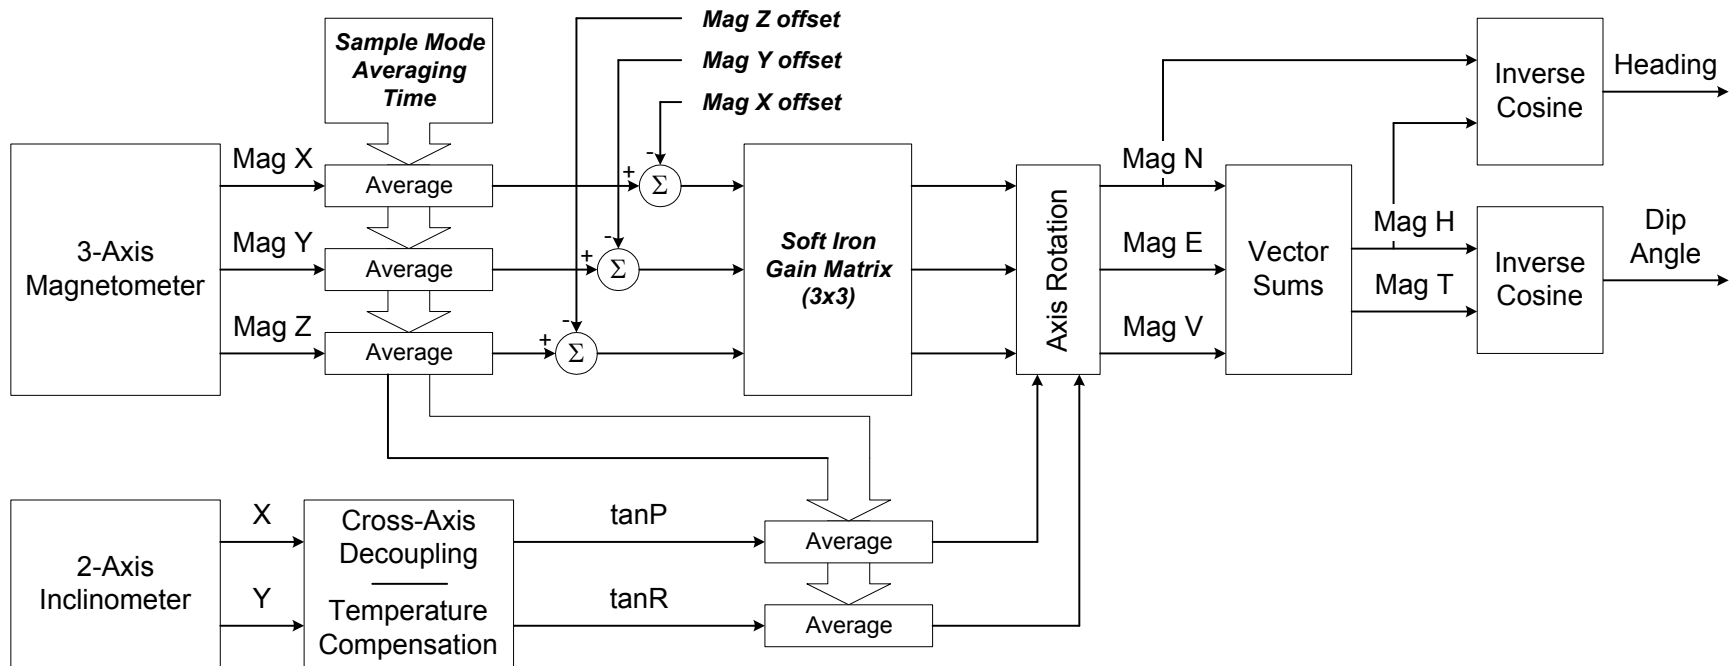 Sample Mode
Averaging
Time
Mag Z offset
Mag Y offset
Mag X offset
Inverse
Cosine
Heading
3-Axis
Magnetometer
Mag X
Mag Y
Mag Z
Average
Average
Average
+
-
Σ
+
-
Σ
+
-
Σ
Soft Iron
Gain Matrix
(3x3)
Axis Rotation
Mag N
Mag E
Mag V
Vector
Sums
Mag H
Mag T
Inverse
Cosine
Dip
Angle
2-Axis
Inclinometer
X
Y
Cross-Axis
Decoupling
Temperature
Compensation
tanP
tanR
Average
Average